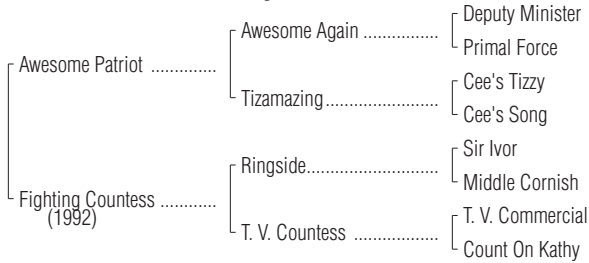 Deputy Minister
Awesome Again ................
Primal Force
Awesome Patriot ..............
Cee's Tizzy
Tizamazing........................
Cee's Song
Sir Ivor
Ringside............................
Middle Cornish
Fighting Countess ............
(1992)
T. V. Commercial
T. V. Countess ..................
Count On Kathy